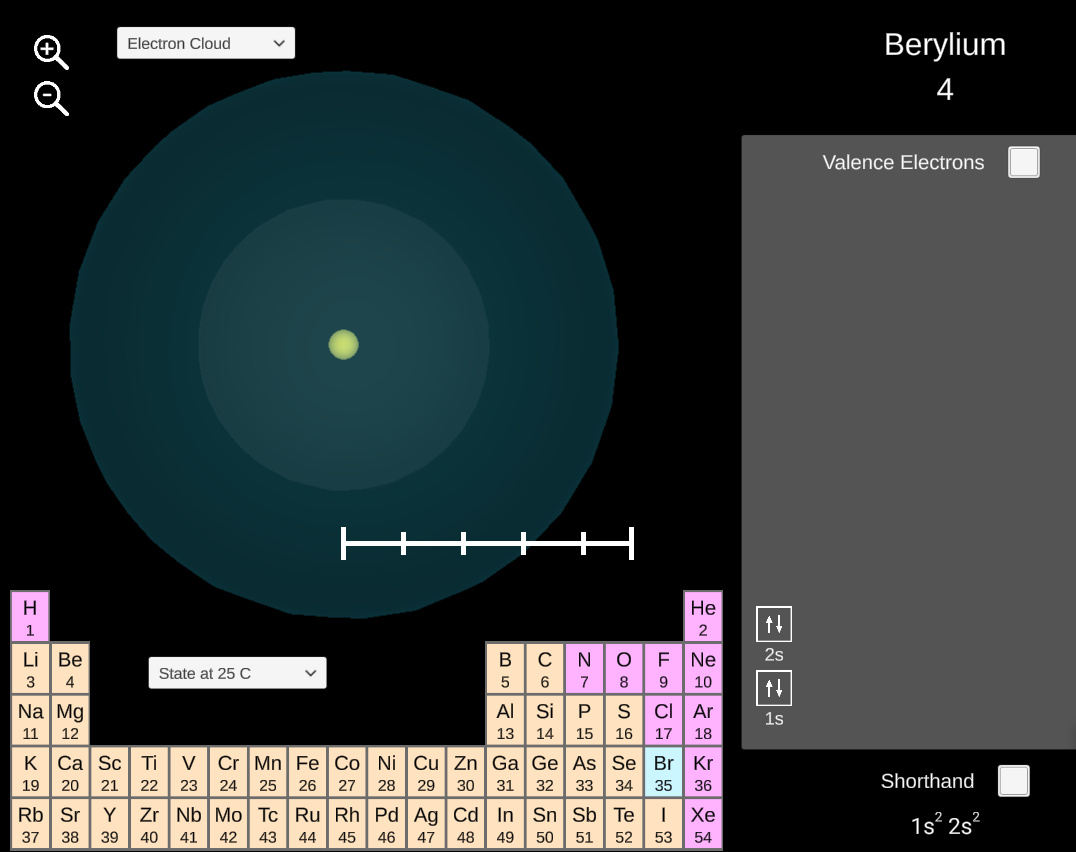 Electron Cloud
Berylium
4
Valence Electrons
H He
1 2
Li Be B C N O F Ne
3 4 5 6 7 8 9 10
State at 25 C
Na Mg Al Si P S Cl Ar
11 12 13 14 15 16 17 18
K Ca Sc Ti V Cr Mn Fe Co Ni Cu Zn Ga Ge As Se Br Kr
19 20 21 22 23 24 25 26 27 28 29 30 31 32 33 34 35 36
Rb Sr Y Zr Nb Mo Tc Ru Rh Pd Ag Cd In Sn Sb Te I Xe
37 38 39 40 41 42 43 44 45 46 47 48 49 50 51 52 53 54
2s
1s
Shorthand
1s² 2s²